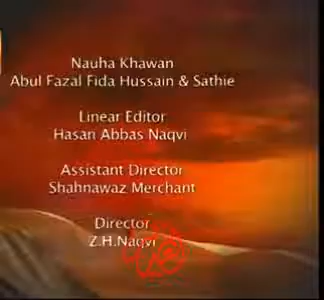 Nauha Khawan
Abul Fazal Fida Hussain & Sathie
Linear Editor
Hasan Abbas Naqvi
Assistant Director
Shahnawaz Merchant
Director
Z.H.Naqvi